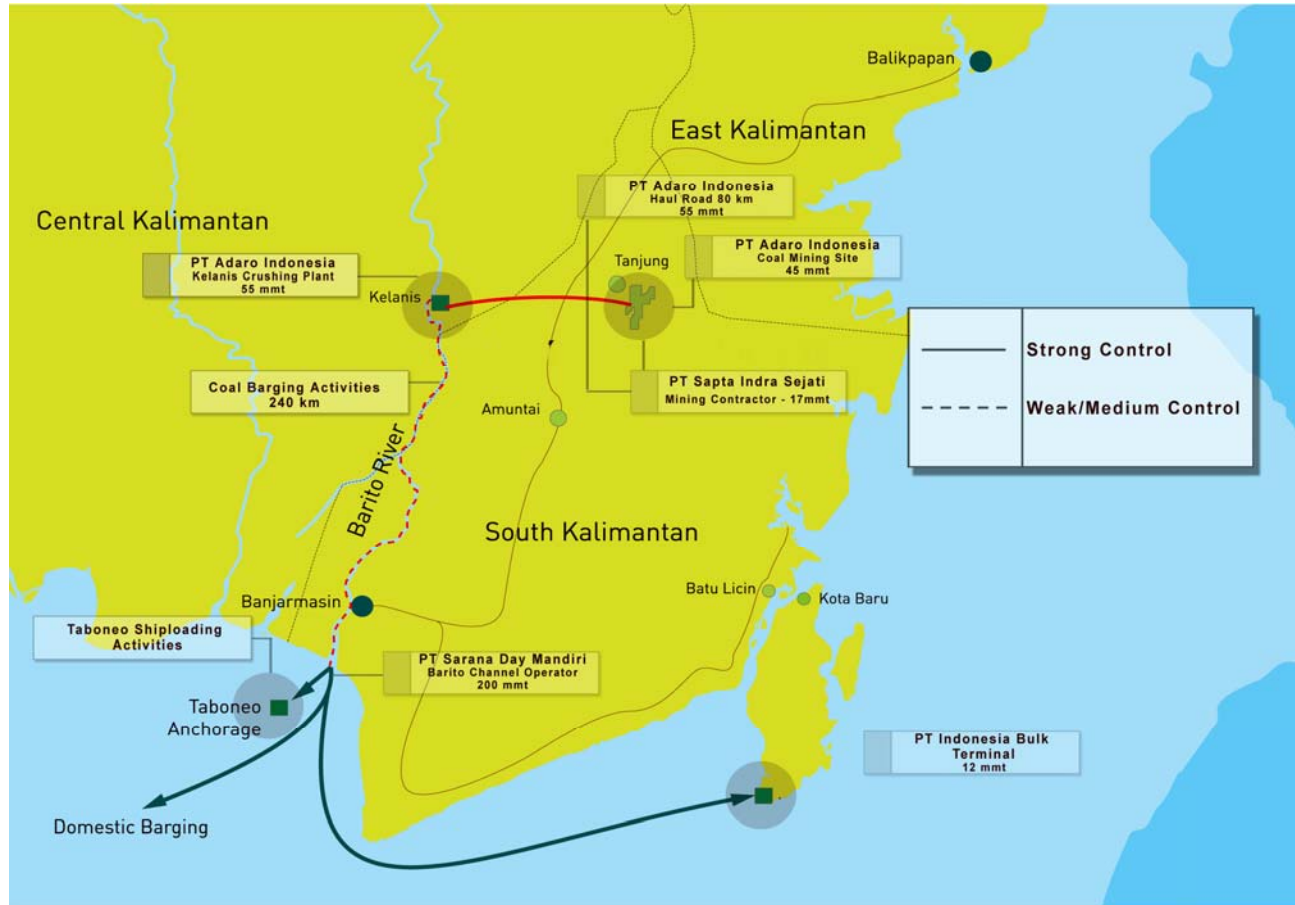 Balikpapan
East Kalimantan
PT Adaro Indonesia
Haul Road 80 km
55 mmt
Central Kalimantan
PT Adaro Indonesia
Kelanis Crushing Plant
55 mmt
PT Adaro Indonesia
Coal Mining Site
45 mmt
Tanjung
Kelanis
Strong Control
Weak/Medium Control
Coal Barging Activities
240 km
PT Sapta Indra Sejati
Mining Contractor - 17mmt
Amuntai
Barito River
South Kalimantan
Batu Licin
Kota Baru
Banjarmasin
Taboneo Shiploading
Activities
PT Sarana Day Mandiri
Barito Channel Operator
200 mmt
Taboneo
Anchorage
PT Indonesia Bulk
Terminal
12 mmt
Domestic Barging